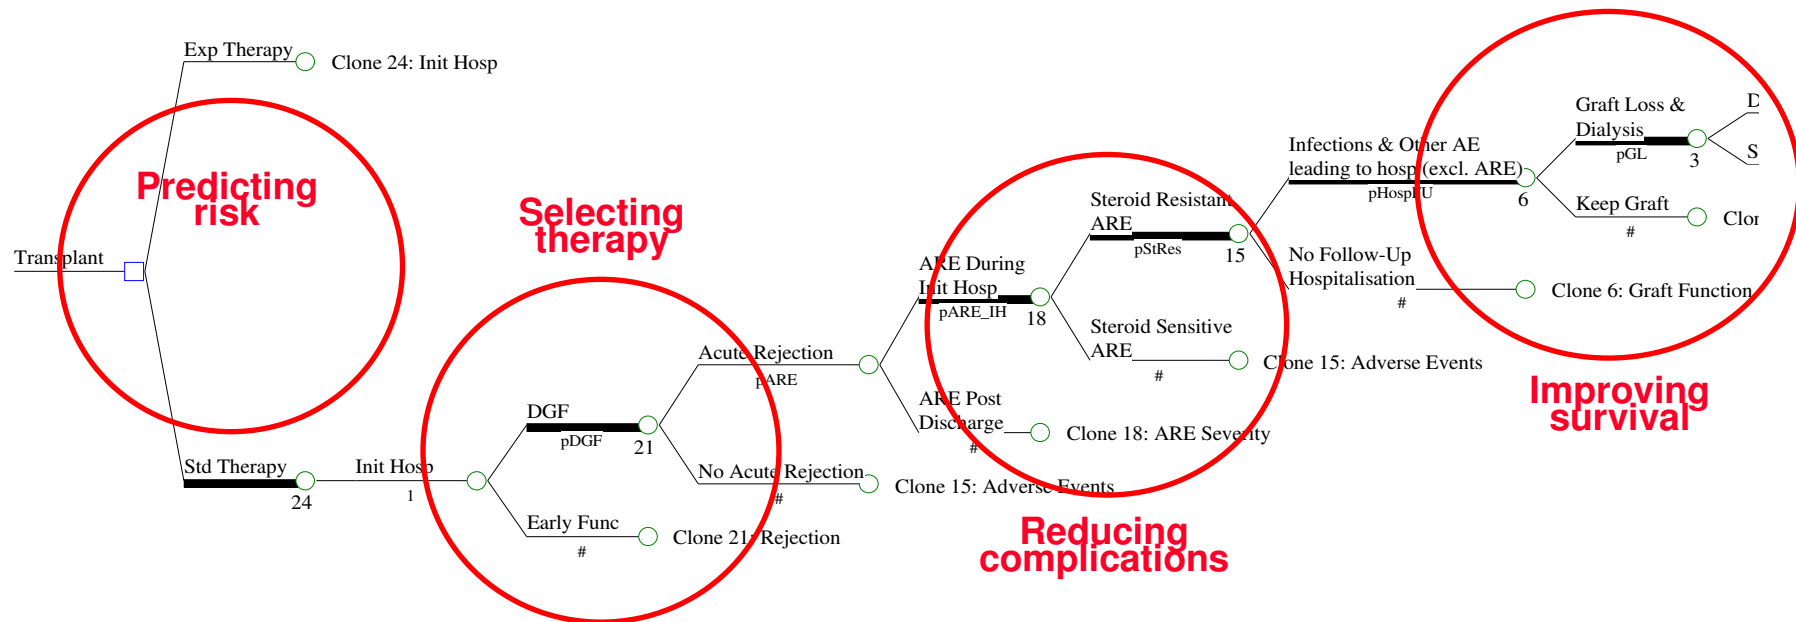 Exp Therapy
Clone 24: Init Hosp
Predicting
risk
Transplant
Std Therapy
24
Init Hosp
1
Selecting
therapy
DGF
pDGF
21
Early Func
#
Clone 21: Rejection
Acute Rejection
pARE
No Acute Rejection
#
Clone 15: Adverse Events
ARE During
Init Hosp
pARE_IH
18
ARE Post
Discharge
#
Clone 18: ARE Severity
Steroid Resistant
ARE
pStRes
15
Steroid Sensitive
ARE
#
Clone 15: Adverse Events
Reducing
complications
Infections & Other AE
leading to hosp (excl. ARE)
pHospFU
6
No Follow-Up
Hospitalisation
#
Clone 6: Graft Function
Graft Loss &
Dialysis
pGL
3
D
S
Keep Graft
#
Improving
survival